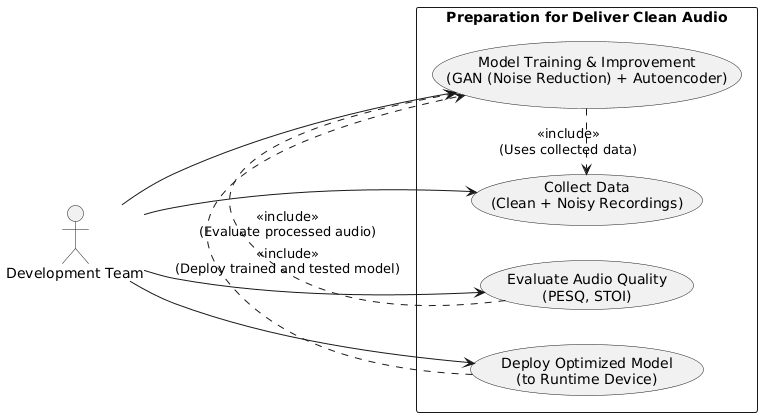 Preparation for Deliver Clean Audio
Model Training & Improvement
(GAN (Noise Reduction) + Autoencoder)
«include»
(Uses collected data)
Collect Data
(Clean + Noisy Recordings)
«include»
(Evaluate processed audio)
«include»
(Deploy trained and tested model)
Development Team
Evaluate Audio Quality
(PESQ, STOI)
Deploy Optimized Model
(to Runtime Device)